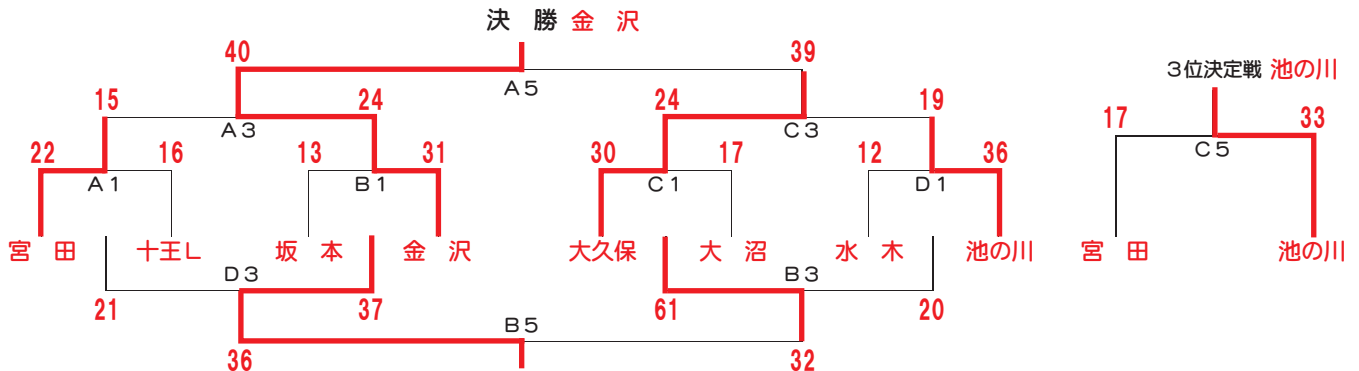 決 勝 金 沢
40 39
A5
3位決定戦 池の川
15 24 24 19
A3 C3
17 33
C5
22 16 13 31 30 17 12 36
A1 B1 C1 D1
宮 田 十王L 坂 本 金 沢 大久保 大 沼 水 木 池の川 宮 田 池の川
D3 B3
21 37 61 20
B5
36 32